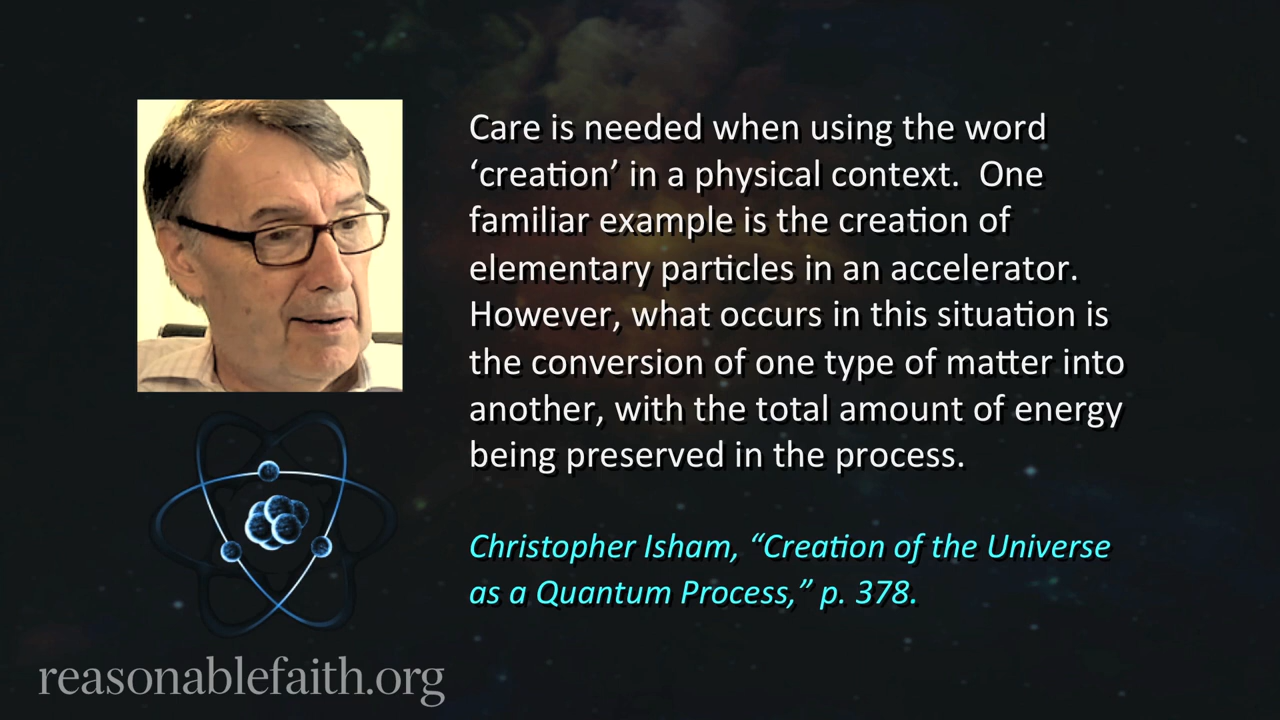 Care is needed when using the word
‘creation’ in a physical context.  One
familiar example is the creation of
elementary particles in an accelerator.
However, what occurs in this situation is
the conversion of one type of matter into
another, with the total amount of energy
being preserved in the process.
Christopher Isham, “Creation of the Universe
as a Quantum Process,” p. 378.
reasonablefaith.org